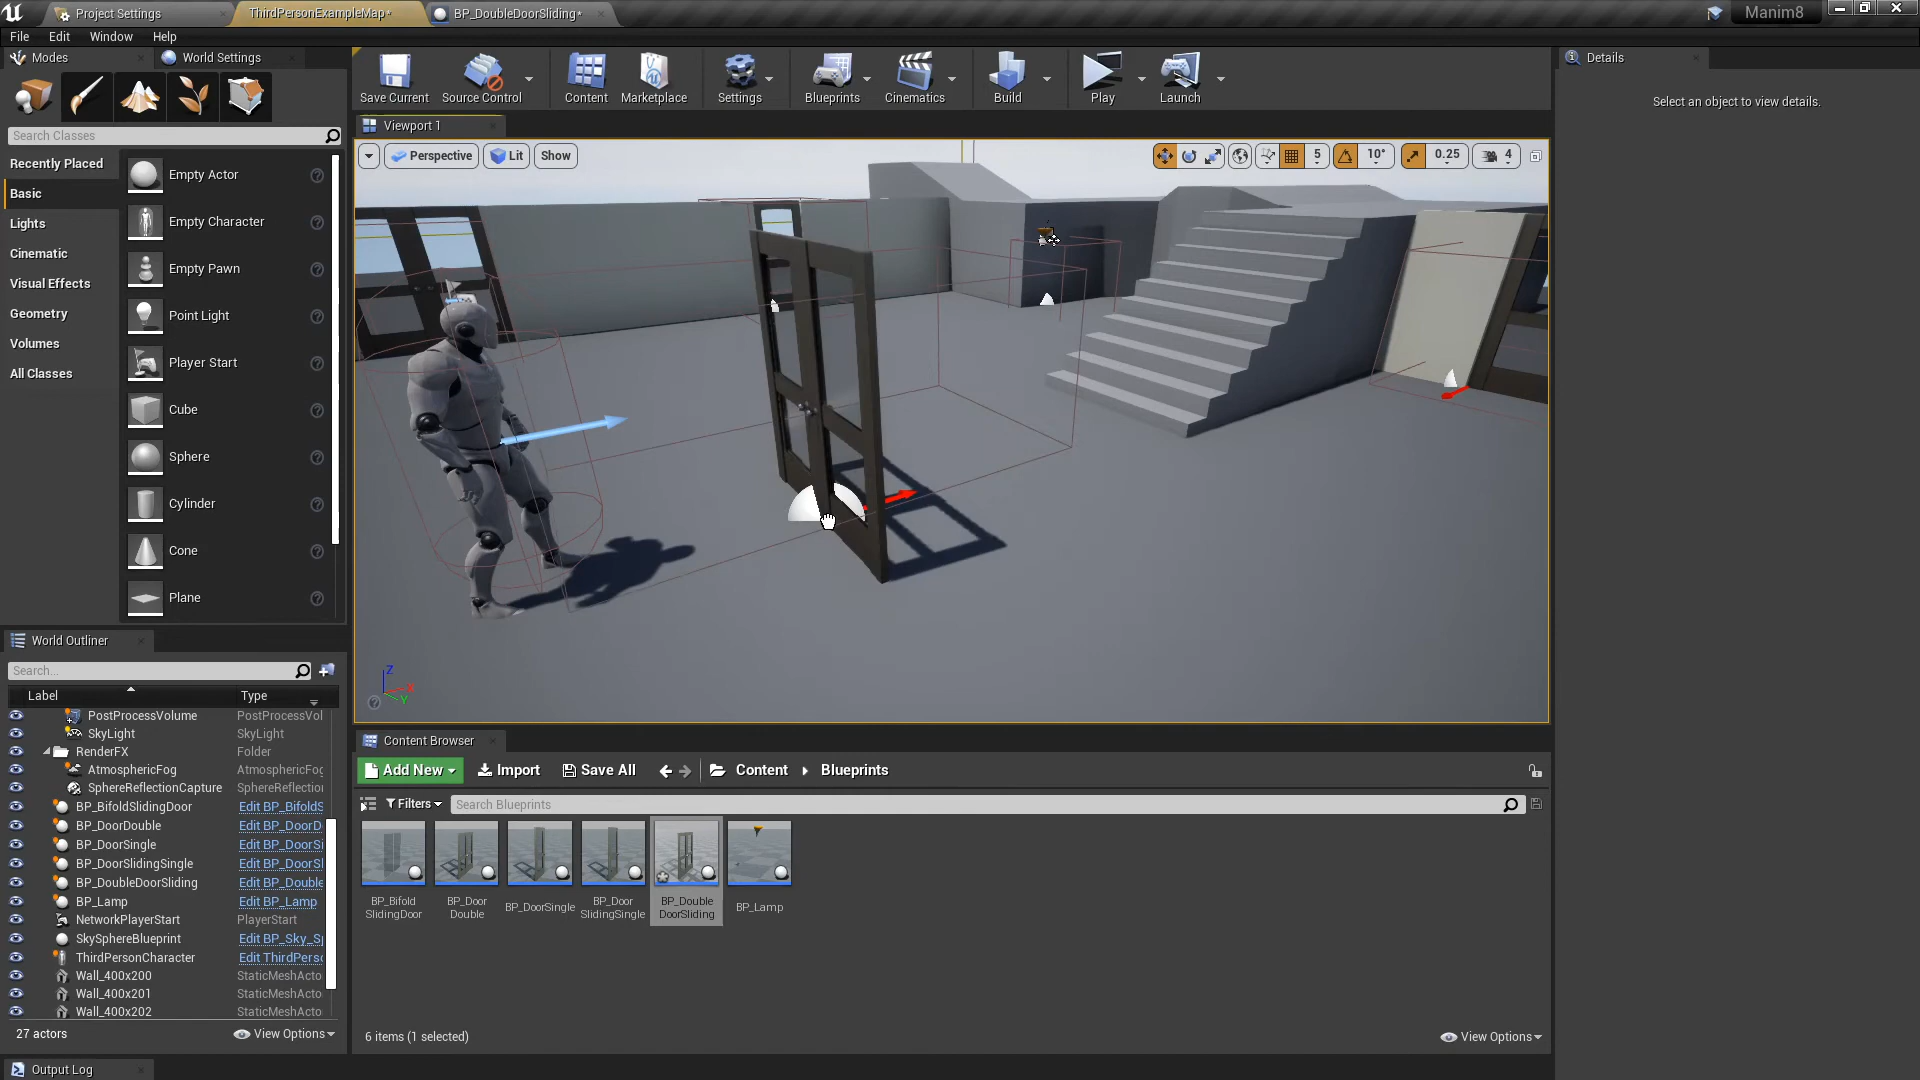 Project Settings
ThirdPersonExampleMap*
BP_DoubleDoorSliding*
Manim8
File Edit Window Help
Modes
World Settings
Search Classes
Recently Placed
Basic
Lights
Cinematic
Visual Effects
Geometry
Volumes
All Classes
Empty Actor
Empty Character
Empty Pawn
Point Light
Player Start
Cube
Sphere
Cylinder
Cone
Plane
Save Current
Source Control
Content
Marketplace
Settings
Blueprints
Cinematics
Build
Play
Launch
Viewport 1
Perspective
Lit
Show
5
10°
0.25
4
Z
X
Y
Details
Select an object to view details.
World Outliner
Search...
Label Type
PostProcessVolume PostProcessVol
SkyLight SkyLight
RenderFX Folder
AtmosphericFog AtmosphericFog
SphereReflectionCapture SphereReflectio
BP_BifoldSlidingDoor Edit BP_BifoldS
BP_DoorDouble Edit BP_DoorD
BP_DoorSingle Edit BP_DoorSi
BP_DoorSlidingSingle Edit BP_DoorSl
BP_DoubleDoorSliding Edit BP_Double
BP_Lamp Edit BP_Lamp
NetworkPlayerStart PlayerStart
SkySphereBlueprint Edit BP_Sky_Sp
ThirdPersonCharacter Edit ThirdPerso
Wall_400x200 StaticMeshActo
Wall_400x201 StaticMeshActo
Wall_400x202 StaticMeshActo
27 actors
View Options
Output Log
Content Browser
Add New
Import
Save All
Content
Blueprints
Filters
Search Blueprints
BP_Bifold
SlidingDoor
BP_Door
Double
BP_DoorSingle
BP_Door
SlidingSingle
BP_Double
DoorSliding
BP_Lamp
6 items (1 selected)
View Options